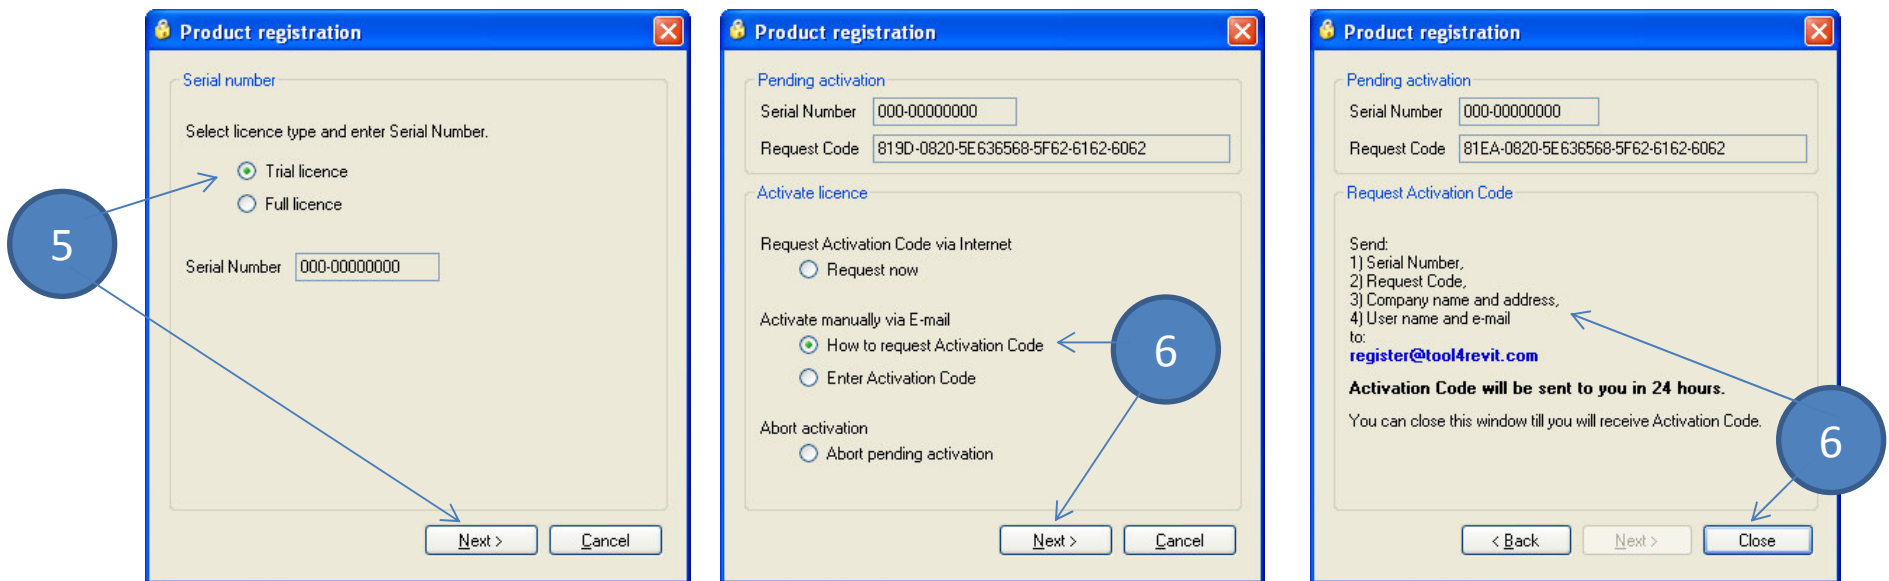 Product registration
Serial number
Select licence type and enter Serial Number.
Trial licence
Full licence
Serial Number 000-00000000
Next >
Cancel
5
Product registration
Pending activation
Serial Number 000-00000000
Request Code 819D-0820-5E636568-5F62-6162-6062
Activate licence
Request Activation Code via Internet
Request now
Activate manually via E-mail
How to request Activation Code
Enter Activation Code
Abort activation
Abort pending activation
Next >
Cancel
6
Product registration
Pending activation
Serial Number 000-00000000
Request Code 81EA-0820-5E636568-5F62-6162-6062
Request Activation Code
Send:
1) Serial Number,
2) Request Code,
3) Company name and address,
4) User name and e-mail
to:
register@tool4revit.com
Activation Code will be sent to you in 24 hours.
You can close this window till you will receive Activation Code.
< Back
Next >
Close
6